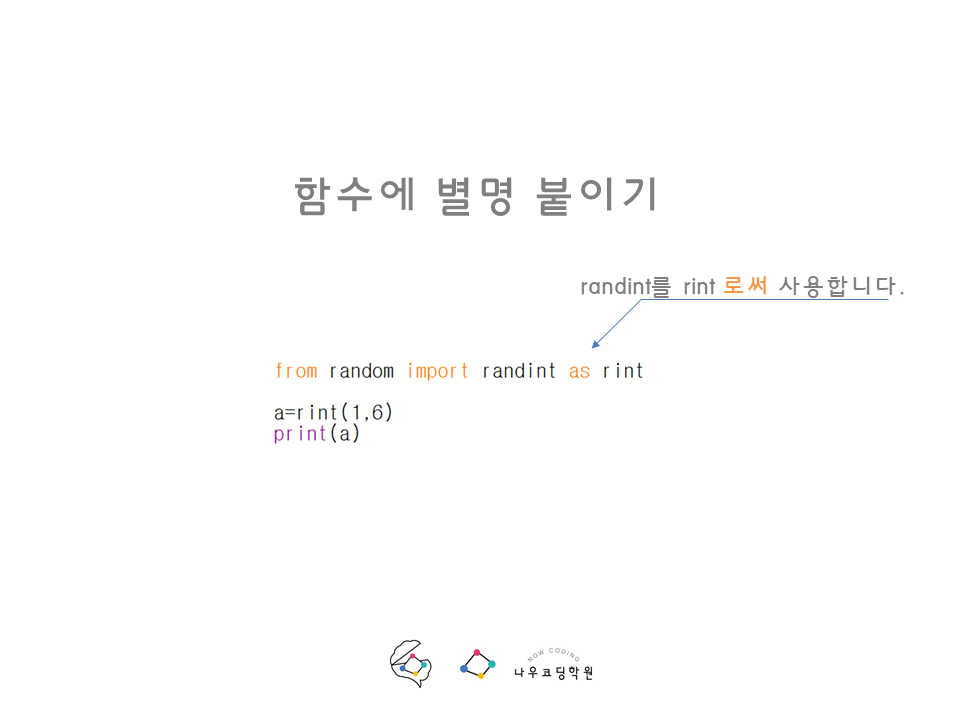 함수에 별명 붙이기
randint를 rint 로써 사용합니다.
from random import randint as rint
a=rint(1,6)
print(a)
NOW CODING
나우코딩학원